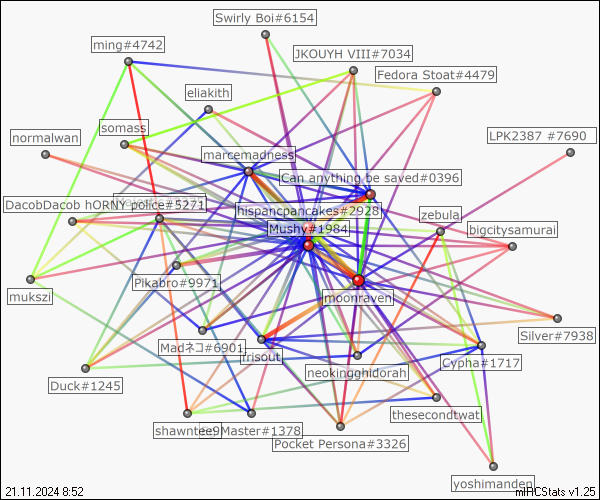 Swirly Boi#6154
ming#4742
JKOUYH VIII#7034
Fedora Stoat#4479
eliakith
somass
normalwan
LPK2387 #7690
marcemadness
Can anything be saved#0396
DacobDacob hORNY police#5271
hispancpancakes#2928
zebula
Mushy#1984
bigcitysamurai
Pikabro#9971
mukszi
moonraven
Silver#7938
Madネコ#6901
frisout
neokingghidorah
Cypha#1717
Duck#1245
thesecondtwat
shawntee9
Master#1378
Pocket Persona#3326
yoshimanden
21.11.2024 8:52
mIRCStats v1.25